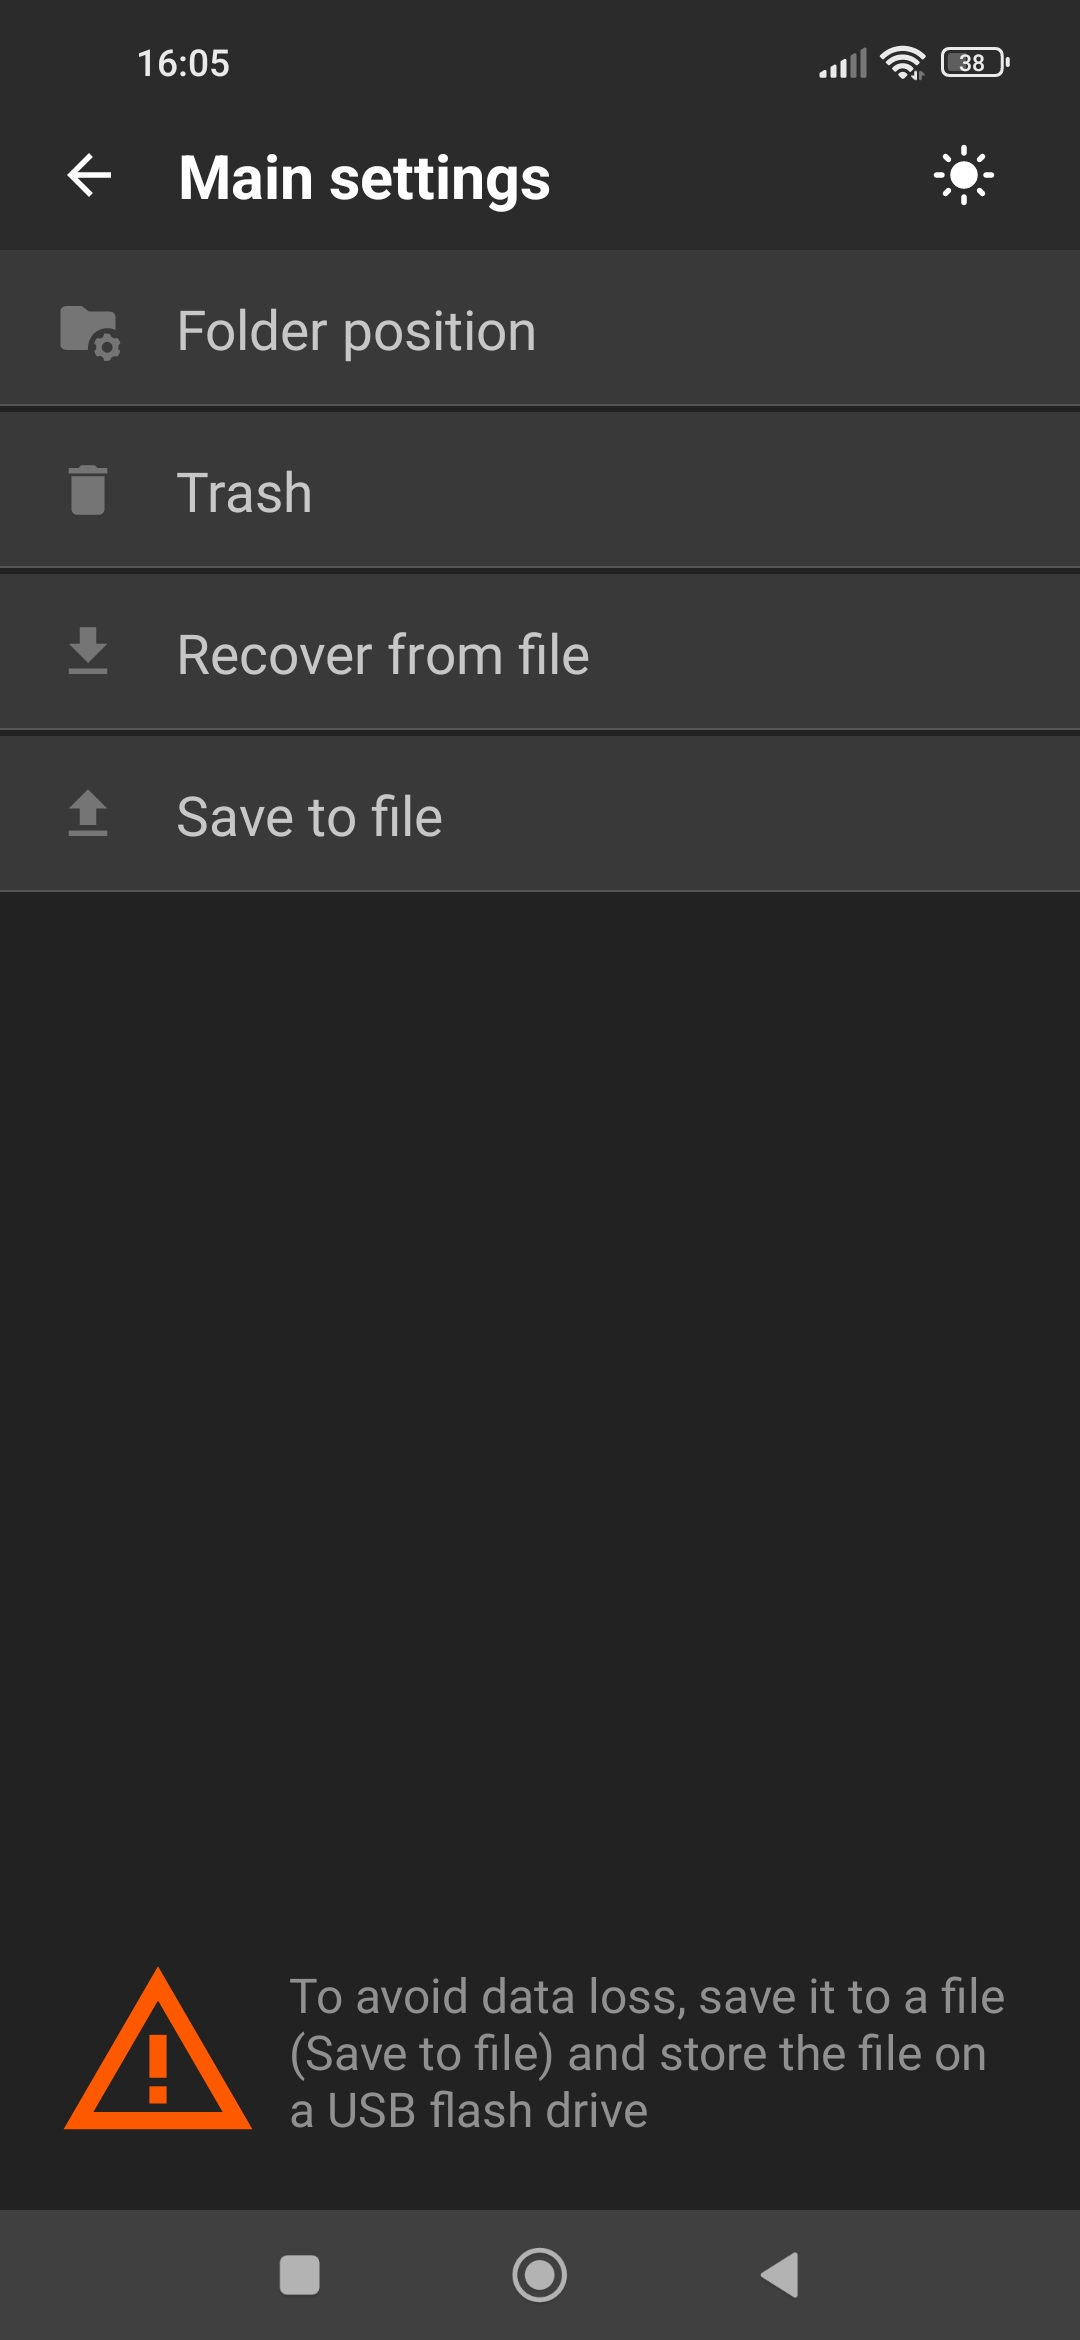 16:05
38
Main settings
Folder position
Trash
Recover from file
Save to file
To avoid data loss, save it to a file
(Save to file) and store the file on
a USB flash drive